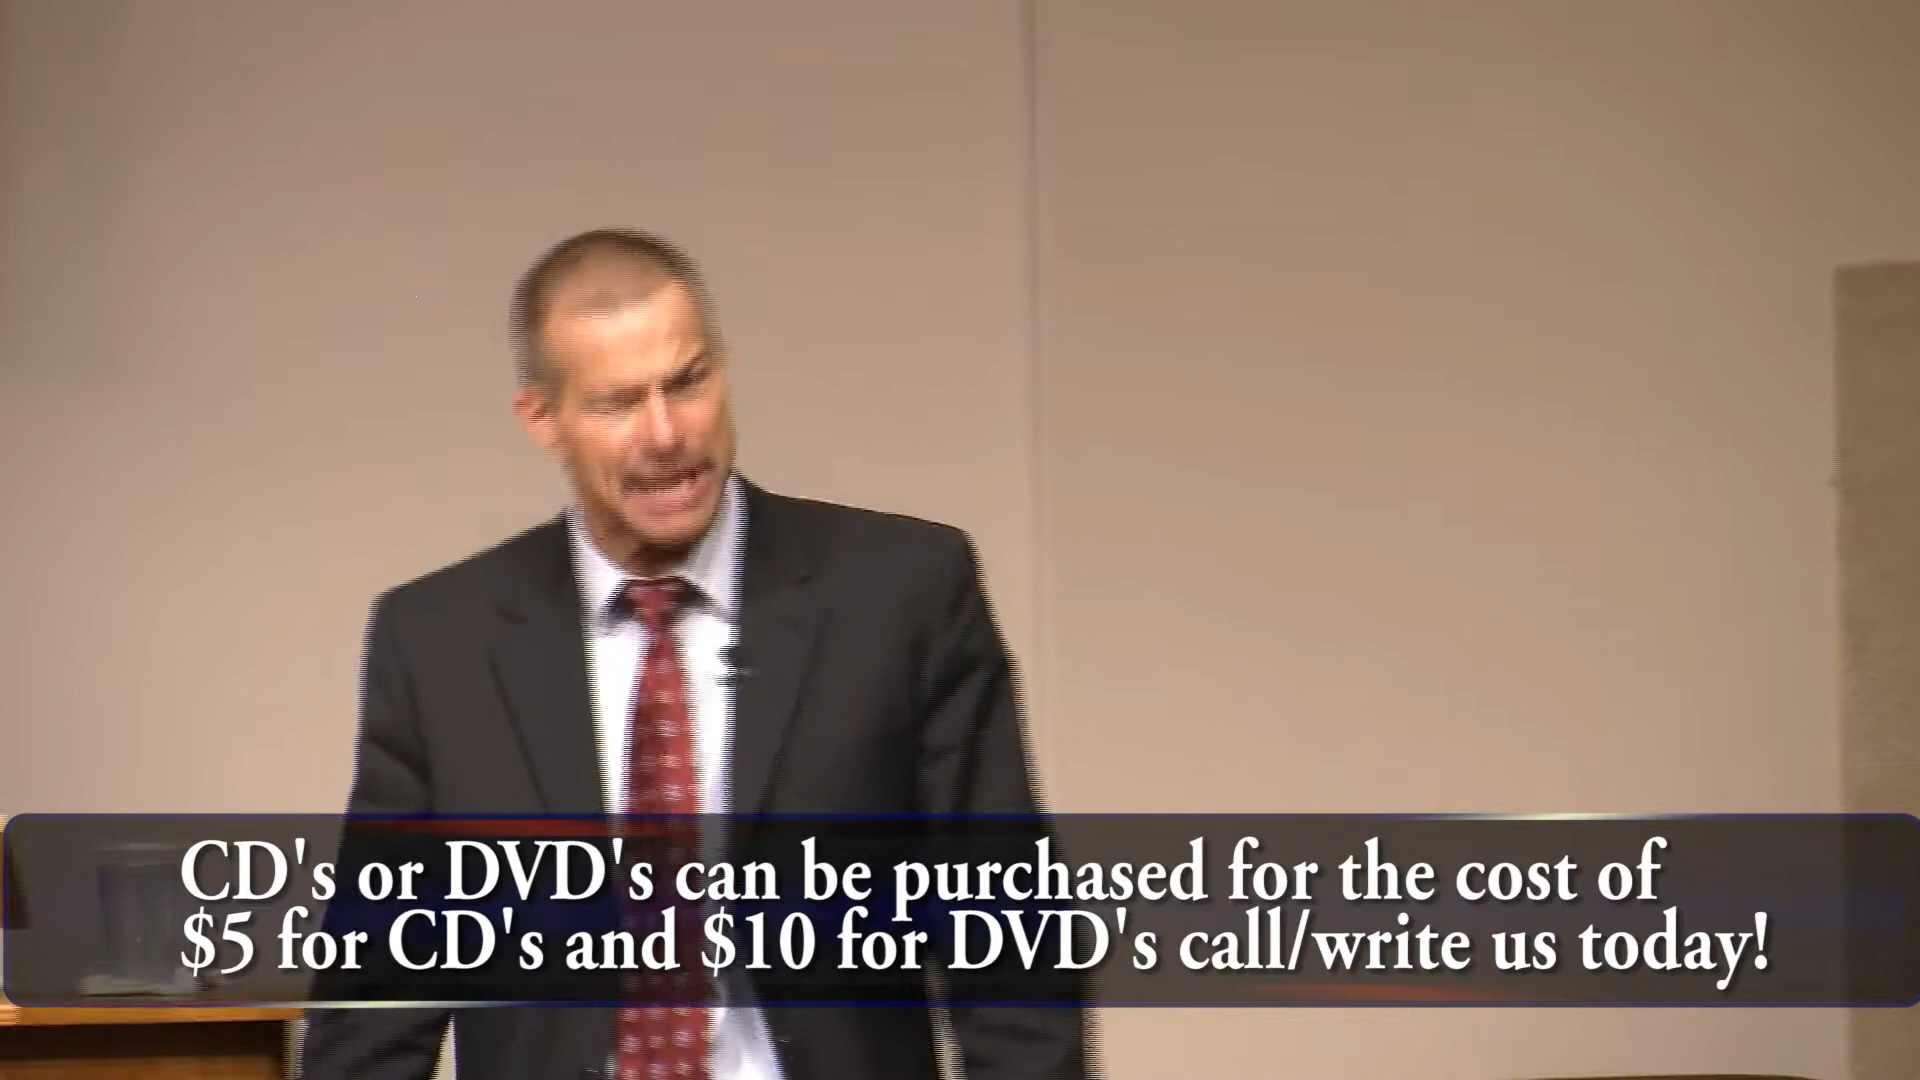 CD's or DVD's can be purchased for the cost of
$5 for CD's and $10 for DVD's call/write us today!